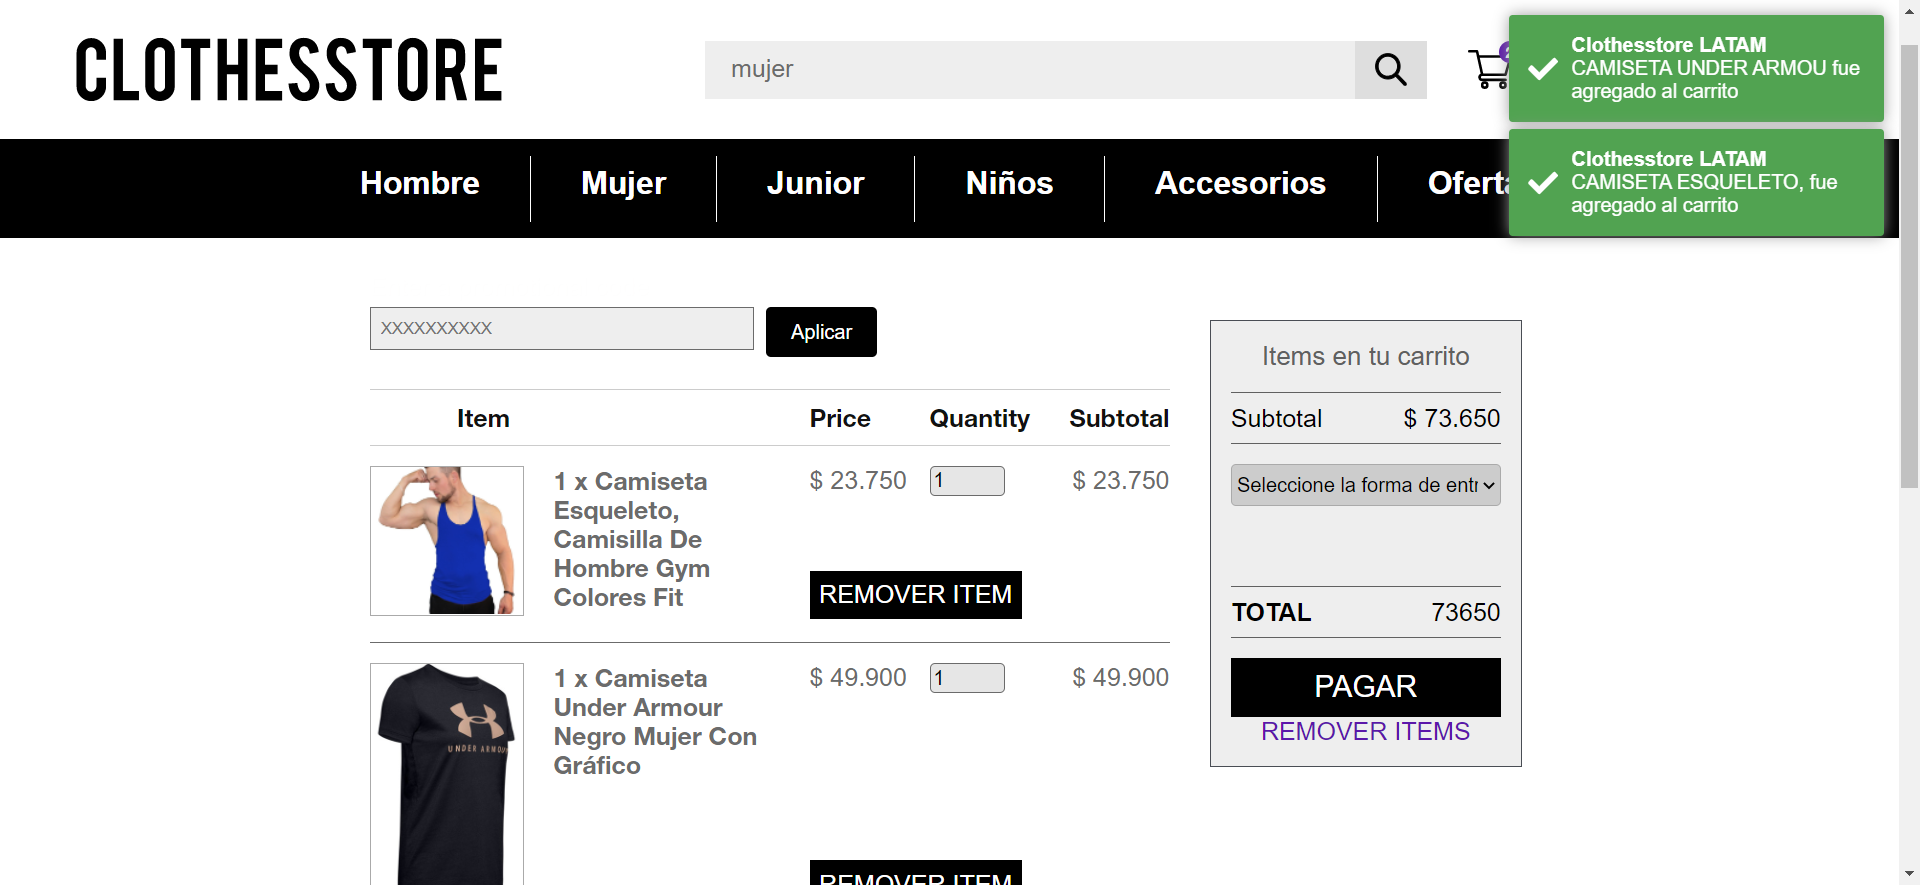 CLOTHESSTORE
mujer
Clothesstore LATAM
CAMISETA UNDER ARMOU fue
agregado al carrito
Clothesstore LATAM
CAMISETA ESQUELETO, fue
agregado al carrito
Hombre
Mujer
Junior
Niños
Accesorios
XXXXXXXXXX
Aplicar
Item
Price
Quantity
Subtotal
1 x Camiseta
Esqueleto,
Camisilla De
Hombre Gym
Colores Fit
$ 23.750
1
$ 23.750
REMOVER ITEM
1 x Camiseta
Under Armour
Negro Mujer Con
Gráfico
$ 49.900
1
$ 49.900
UNDER ARMOUR
REMOVER ITEM
Items en tu carrito
Subtotal
$ 73.650
Seleccione la forma de entr
TOTAL
73650
PAGAR
REMOVER ITEMS